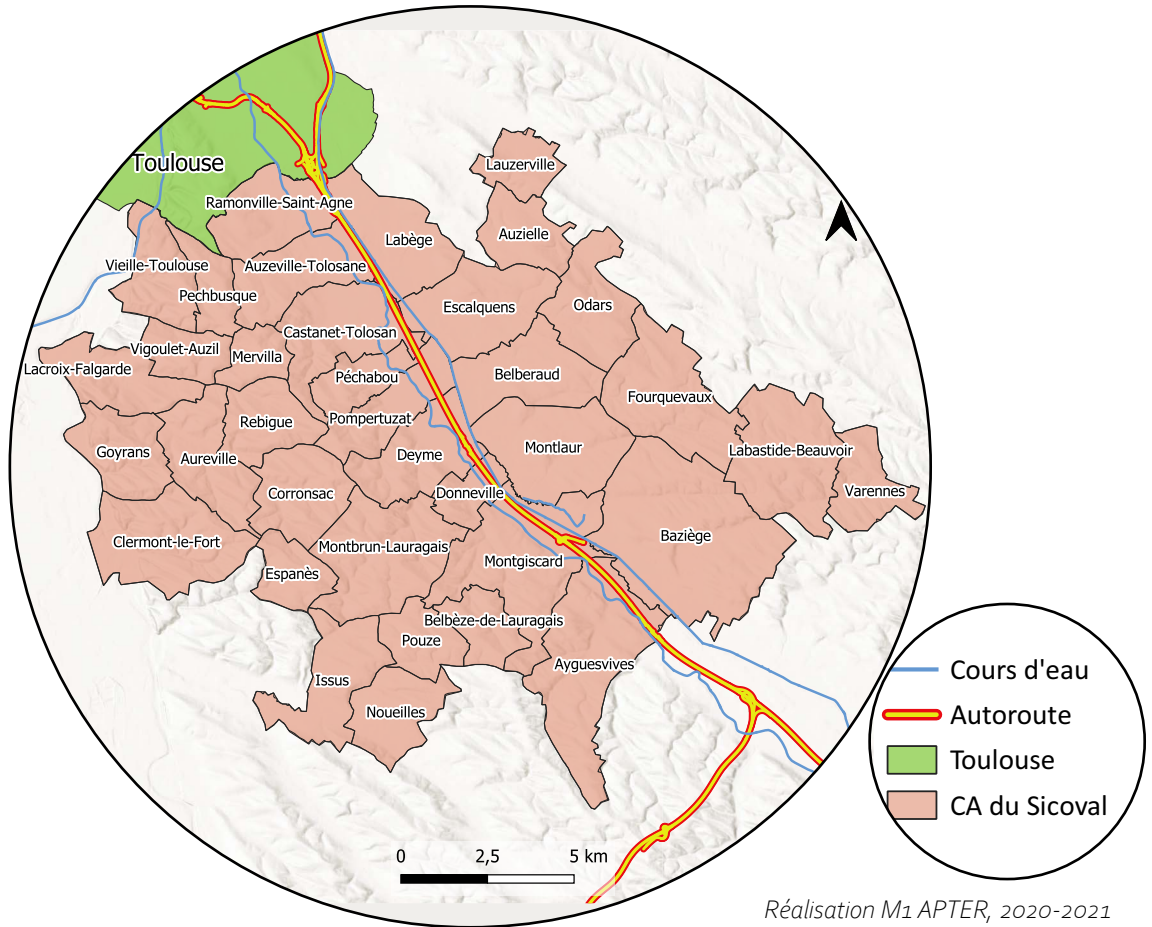 Toulouse
Lauzerville
Ramonville-Saint-Agne
Auzielle
Labège
Vieille-Toulouse
Auzeville-Tolosane
Pechbusque
Escalquens
Odars
Castanet-Tolosan
Vigoulet-Auzil
Mervilla
Lacroix-Falgarde
Péchabou
Belberaud
Fourquevaux
Rebigue
Pompertuzat
Goyrans
Aureville
Deyme
Montlaur
Labastide-Beauvoir
Corronsac
Donneville
Varennes
Clermont-le-Fort
Montbrun-Lauragais
Baziège
Espanès
Montgiscard
Belbèze-de-Lauragais
Pouze
Ayguesvives
Issus
Noueilles
0 2,5 5 km
Cours d'eau
Autoroute
Toulouse
CA du Sicoval
Réalisation M1 APTER, 2020-2021